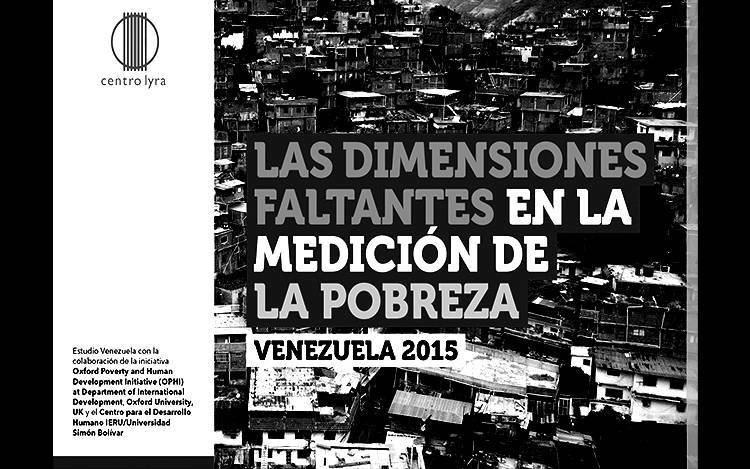 centro lyra
LAS DIMENSIONES
FALTANTES EN LA
MEDICIÓN DE
LA POBREZA
VENEZUELA 2015
Estudio Venezuela con la
colaboración de la iniciativa
Oxford Poverty and Human
Development Initiative (OPHI)
at Department of International
Development, Oxford University,
UK y el Centro para el Desarrollo
Humano IERU/Universidad
Simón Bolívar